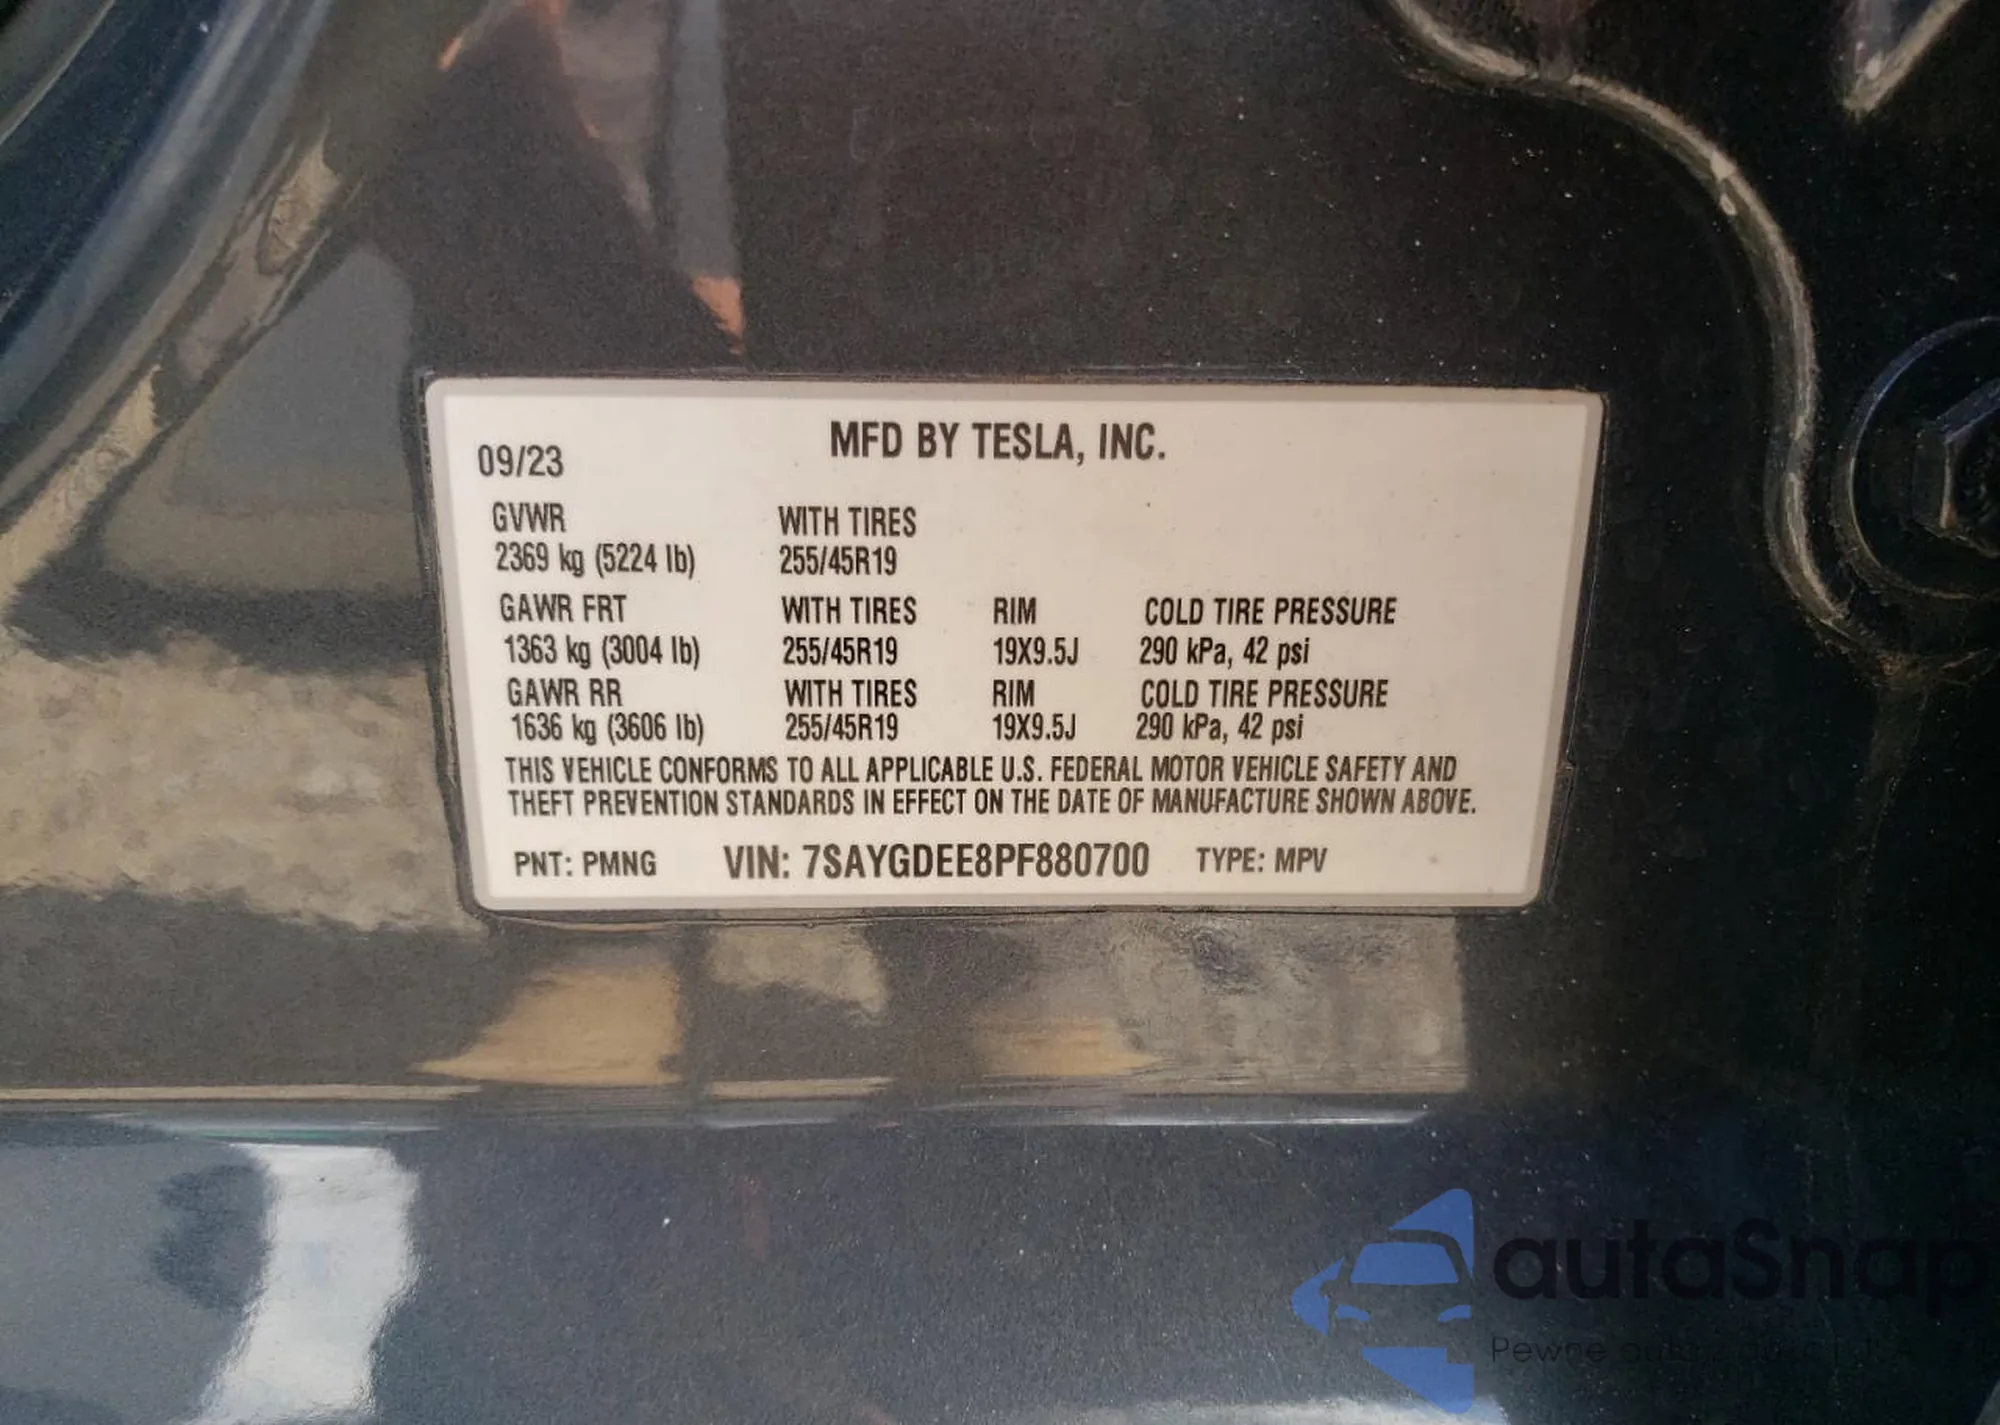 MFD BY TESLA, INC.
09/23
GVWR WITH TIRES
2369 kg (5224 lb) 255/45R19
GAWR FRT WITH TIRES RIM COLD TIRE PRESSURE
1363 kg (3004 lb) 255/45R19 19X9.5J 290 kPa, 42 psi
GAWR RR WITH TIRES RIM COLD TIRE PRESSURE
1636 kg (3606 lb) 255/45R19 19X9.5J 290 kPa, 42 psi
THIS VEHICLE CONFORMS TO ALL APPLICABLE U.S. FEDERAL MOTOR VEHICLE SAFETY AND
THEFT PREVENTION STANDARDS IN EFFECT ON THE DATE OF MANUFACTURE SHOWN ABOVE.
PNT: PMNG VIN: 7SAYGDEE8PF880700 TYPE: MPV
autaSnap
Pewne auta z